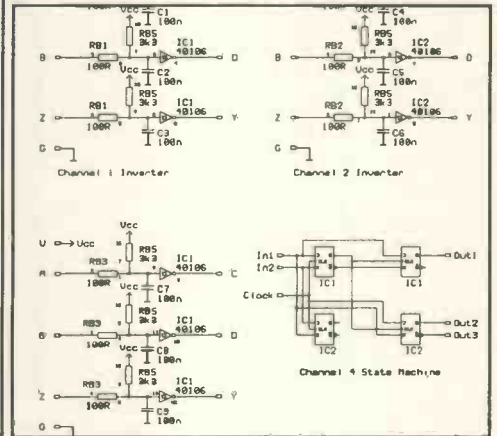 Vcc C1 100n
Vcc C4 100n
B RB1 100R RB5 3k3 IC1 40106 D
C2 100n
B RB2 100R RB5 3k3 IC2 40106 D
C5 100n
Vcc
Z RB1 100R RB5 3k3 IC1 40106 Y
C3 100n
Vcc
Z RB2 100R RB5 3k3 IC2 40106 Y
C6 100n
G
G
Channel 1 Inverter
Channel 2 Inverter
V Vcc
Vcc
A RB3 100R RB5 3k3 IC1 40106 C
C7 100n
Vcc
B RB3 100R RB5 3k3 IC1 40106 D
C8 100n
Vcc
Z RB3 100R RB5 3k3 IC1 40106 Y
C9 100n
G
In1
In2
Clock
IC1
IC1
IC2
IC2
Out1
Out2
Out3
Channel 4 State Machine